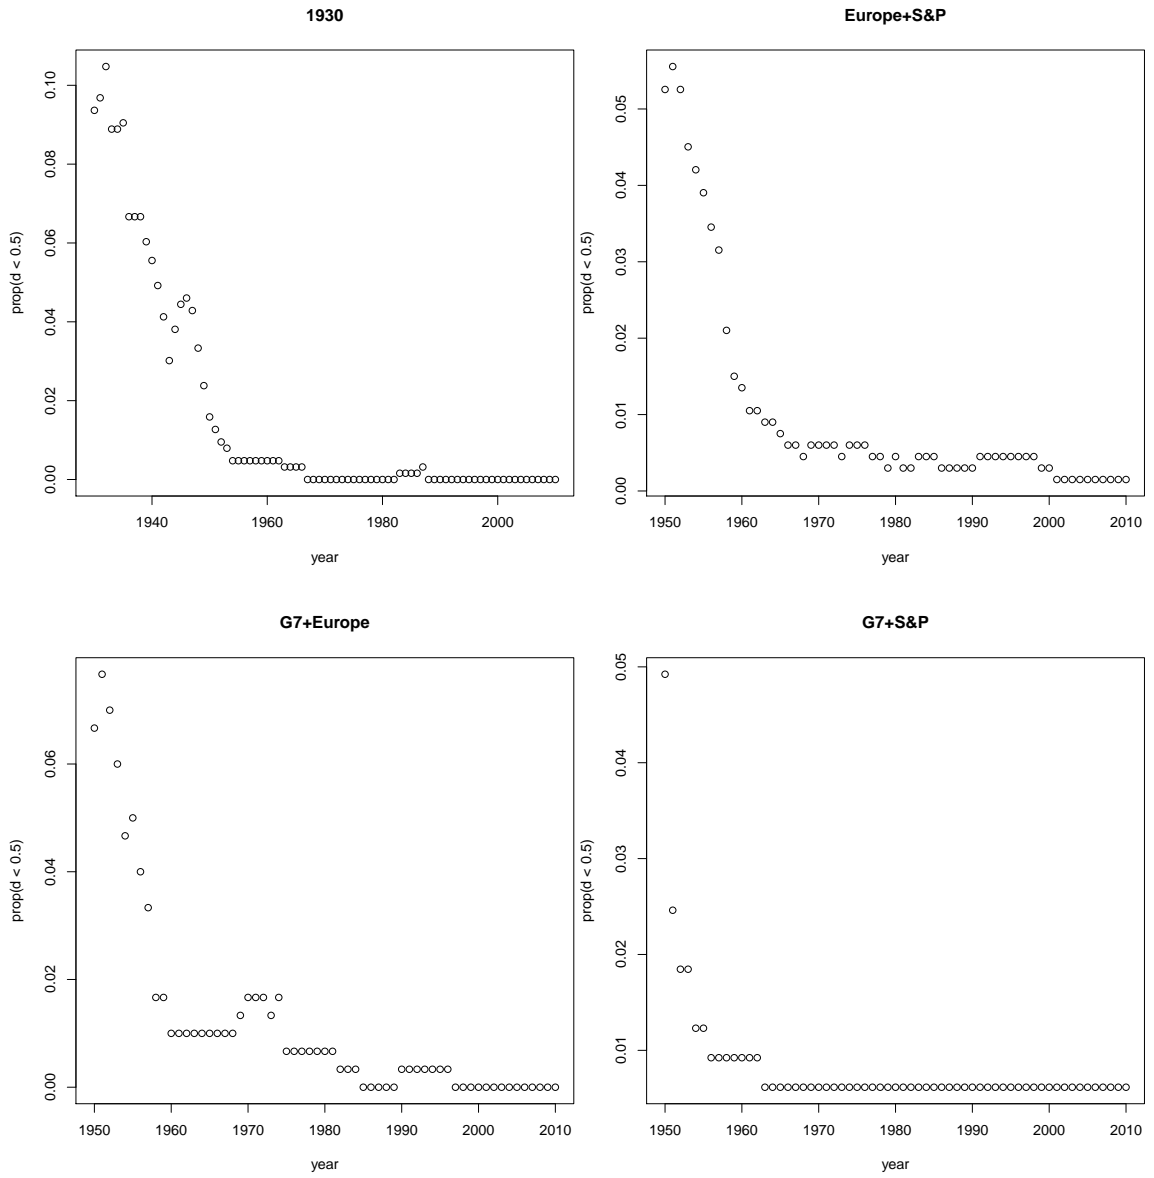 1930
prop(d < 0.5)
0.00 0.02 0.04 0.06 0.08 0.10
1940 1960 1980 2000
year
Europe+S&P
prop(d < 0.5)
0.00 0.01 0.02 0.03 0.04 0.05
1950 1960 1970 1980 1990 2000 2010
year
G7+Europe
prop(d < 0.5)
0.00 0.02 0.04 0.06
1950 1960 1970 1980 1990 2000 2010
year
G7+S&P
prop(d < 0.5)
0.01 0.02 0.03 0.04 0.05
1950 1960 1970 1980 1990 2000 2010
year